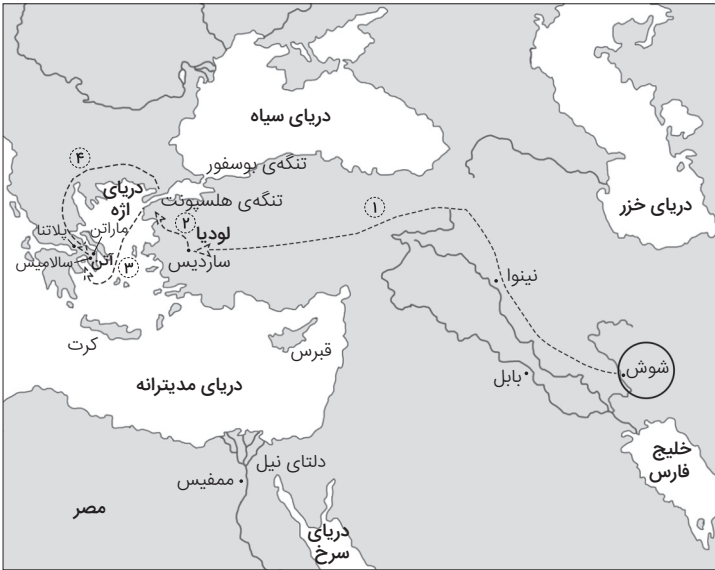 دریای سیاه
دریای خزر
تنگه‌ی بوسفور
۴
دریای
اژه
تنگه‌ی هلسپونت
۱
۲
لودیا
ماراتن
پلاتنا
آتن
سالامیس
۳
ساردیس
نینوا
شوش
کرت
قبرس
بابل
دریای مدیترانه
خلیج
فارس
دلتای نیل
ممفیس
مصر
دریای
سرخ